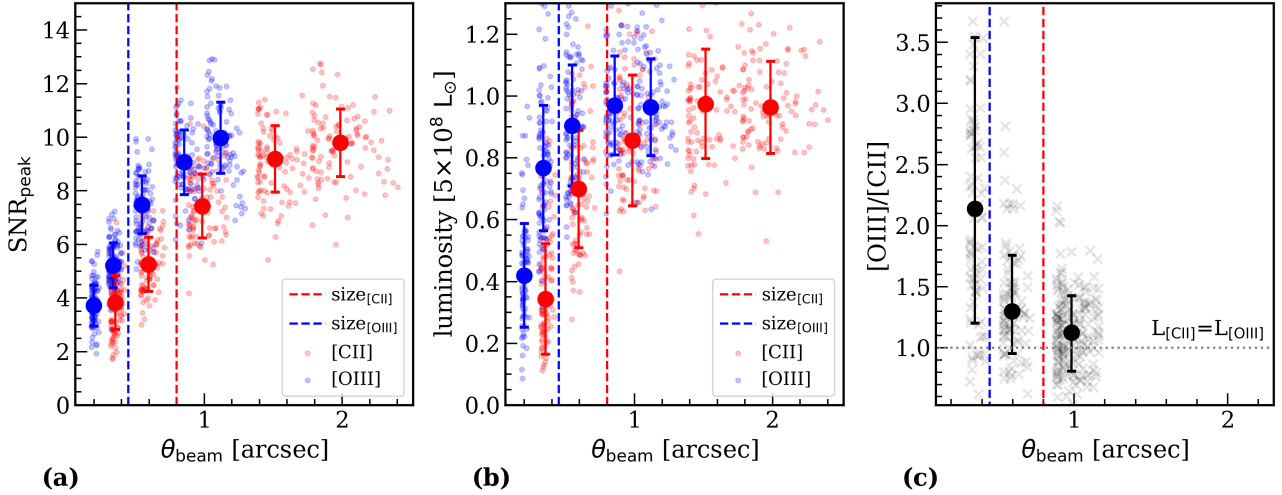 14
12
10
8
6
4
2
0
SNR_peak
1
2
θ_beam [arcsec]
size_[CII]
size_[OIII]
[CII]
[OIII]
(a)
1.2
1.0
0.8
0.6
0.4
0.2
0.0
luminosity [5×10^8 L_⊙]
1
2
θ_beam [arcsec]
size_[CII]
size_[OIII]
[CII]
[OIII]
(b)
3.5
3.0
2.5
2.0
1.5
1.0
[OIII]/[CII]
L_[CII]=L_[OIII]
1
2
θ_beam [arcsec]
(c)